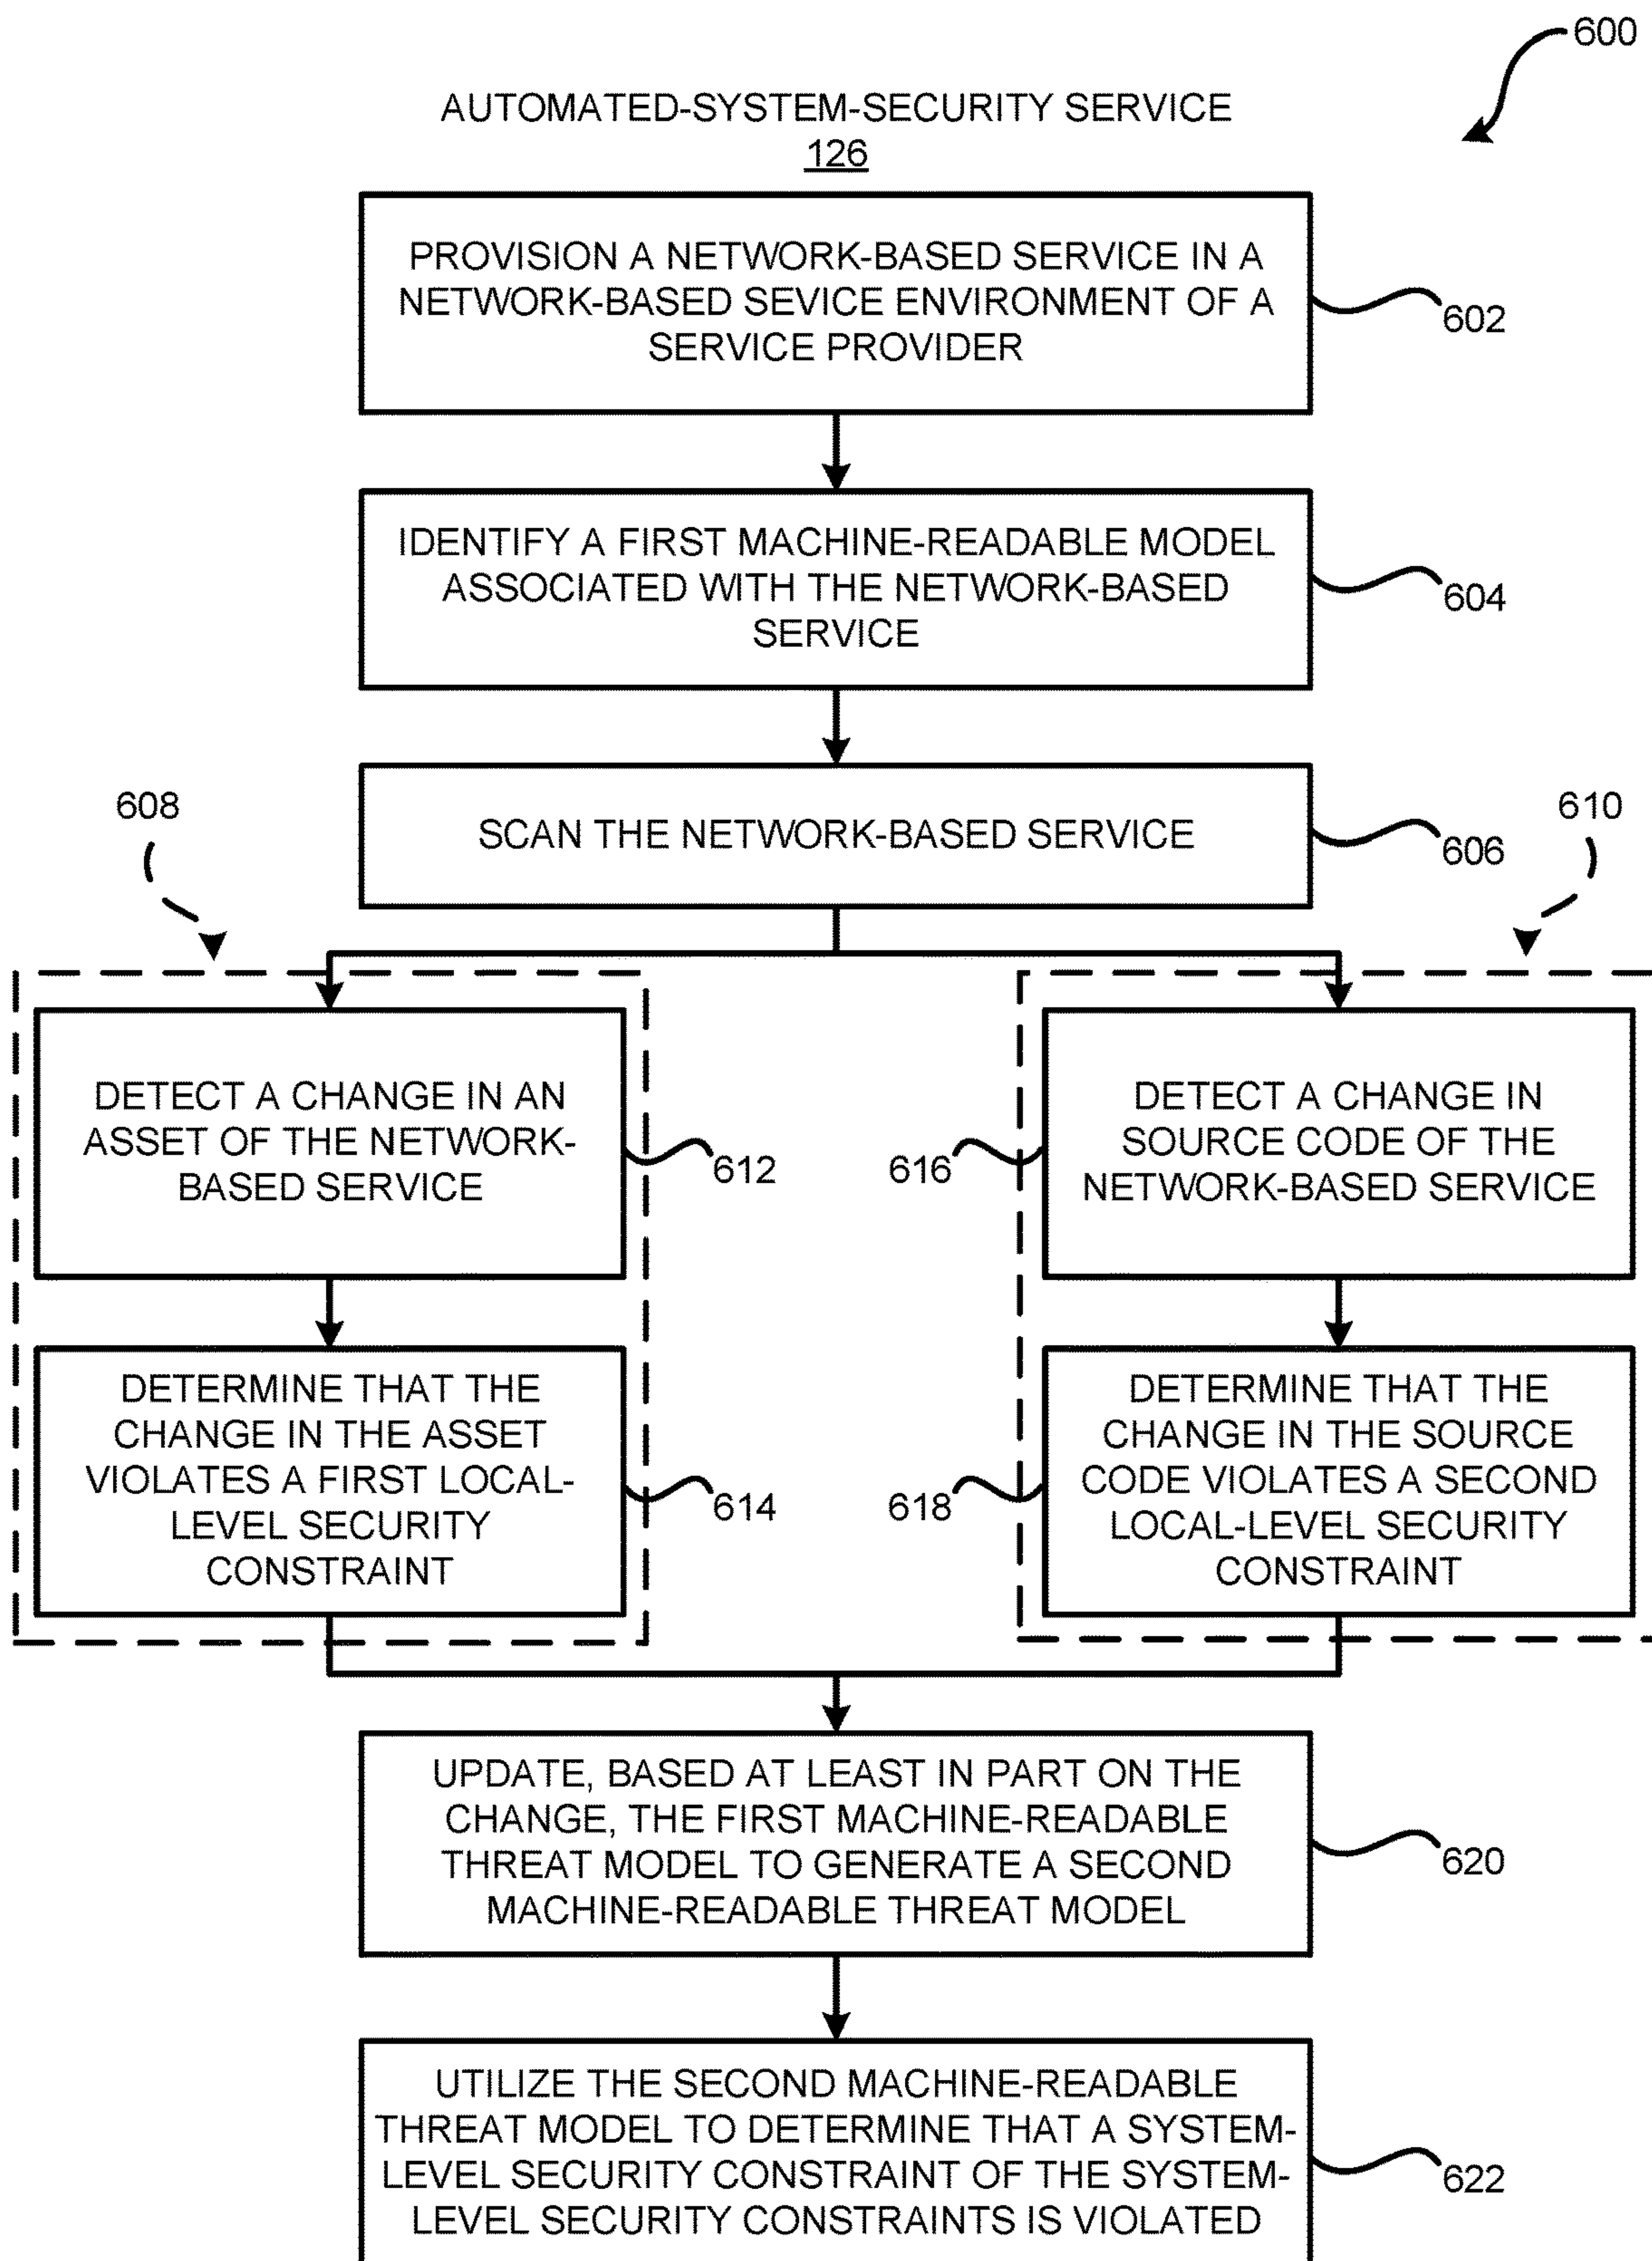 600
AUTOMATED-SYSTEM-SECURITY SERVICE
126
PROVISION A NETWORK-BASED SERVICE IN A
NETWORK-BASED SEVICE ENVIRONMENT OF A
SERVICE PROVIDER
602
IDENTIFY A FIRST MACHINE-READABLE MODEL
ASSOCIATED WITH THE NETWORK-BASED
SERVICE
604
SCAN THE NETWORK-BASED SERVICE
606
608
610
DETECT A CHANGE IN AN
ASSET OF THE NETWORK-
BASED SERVICE
612
DETERMINE THAT THE
CHANGE IN THE ASSET
VIOLATES A FIRST LOCAL-
LEVEL SECURITY
CONSTRAINT
614
DETECT A CHANGE IN
SOURCE CODE OF THE
NETWORK-BASED SERVICE
616
DETERMINE THAT THE
CHANGE IN THE SOURCE
CODE VIOLATES A SECOND
LOCAL-LEVEL SECURITY
CONSTRAINT
618
UPDATE, BASED AT LEAST IN PART ON THE
CHANGE, THE FIRST MACHINE-READABLE
THREAT MODEL TO GENERATE A SECOND
MACHINE-READABLE THREAT MODEL
620
UTILIZE THE SECOND MACHINE-READABLE
THREAT MODEL TO DETERMINE THAT A SYSTEM-
LEVEL SECURITY CONSTRAINT OF THE SYSTEM-
LEVEL SECURITY CONSTRAINTS IS VIOLATED
622